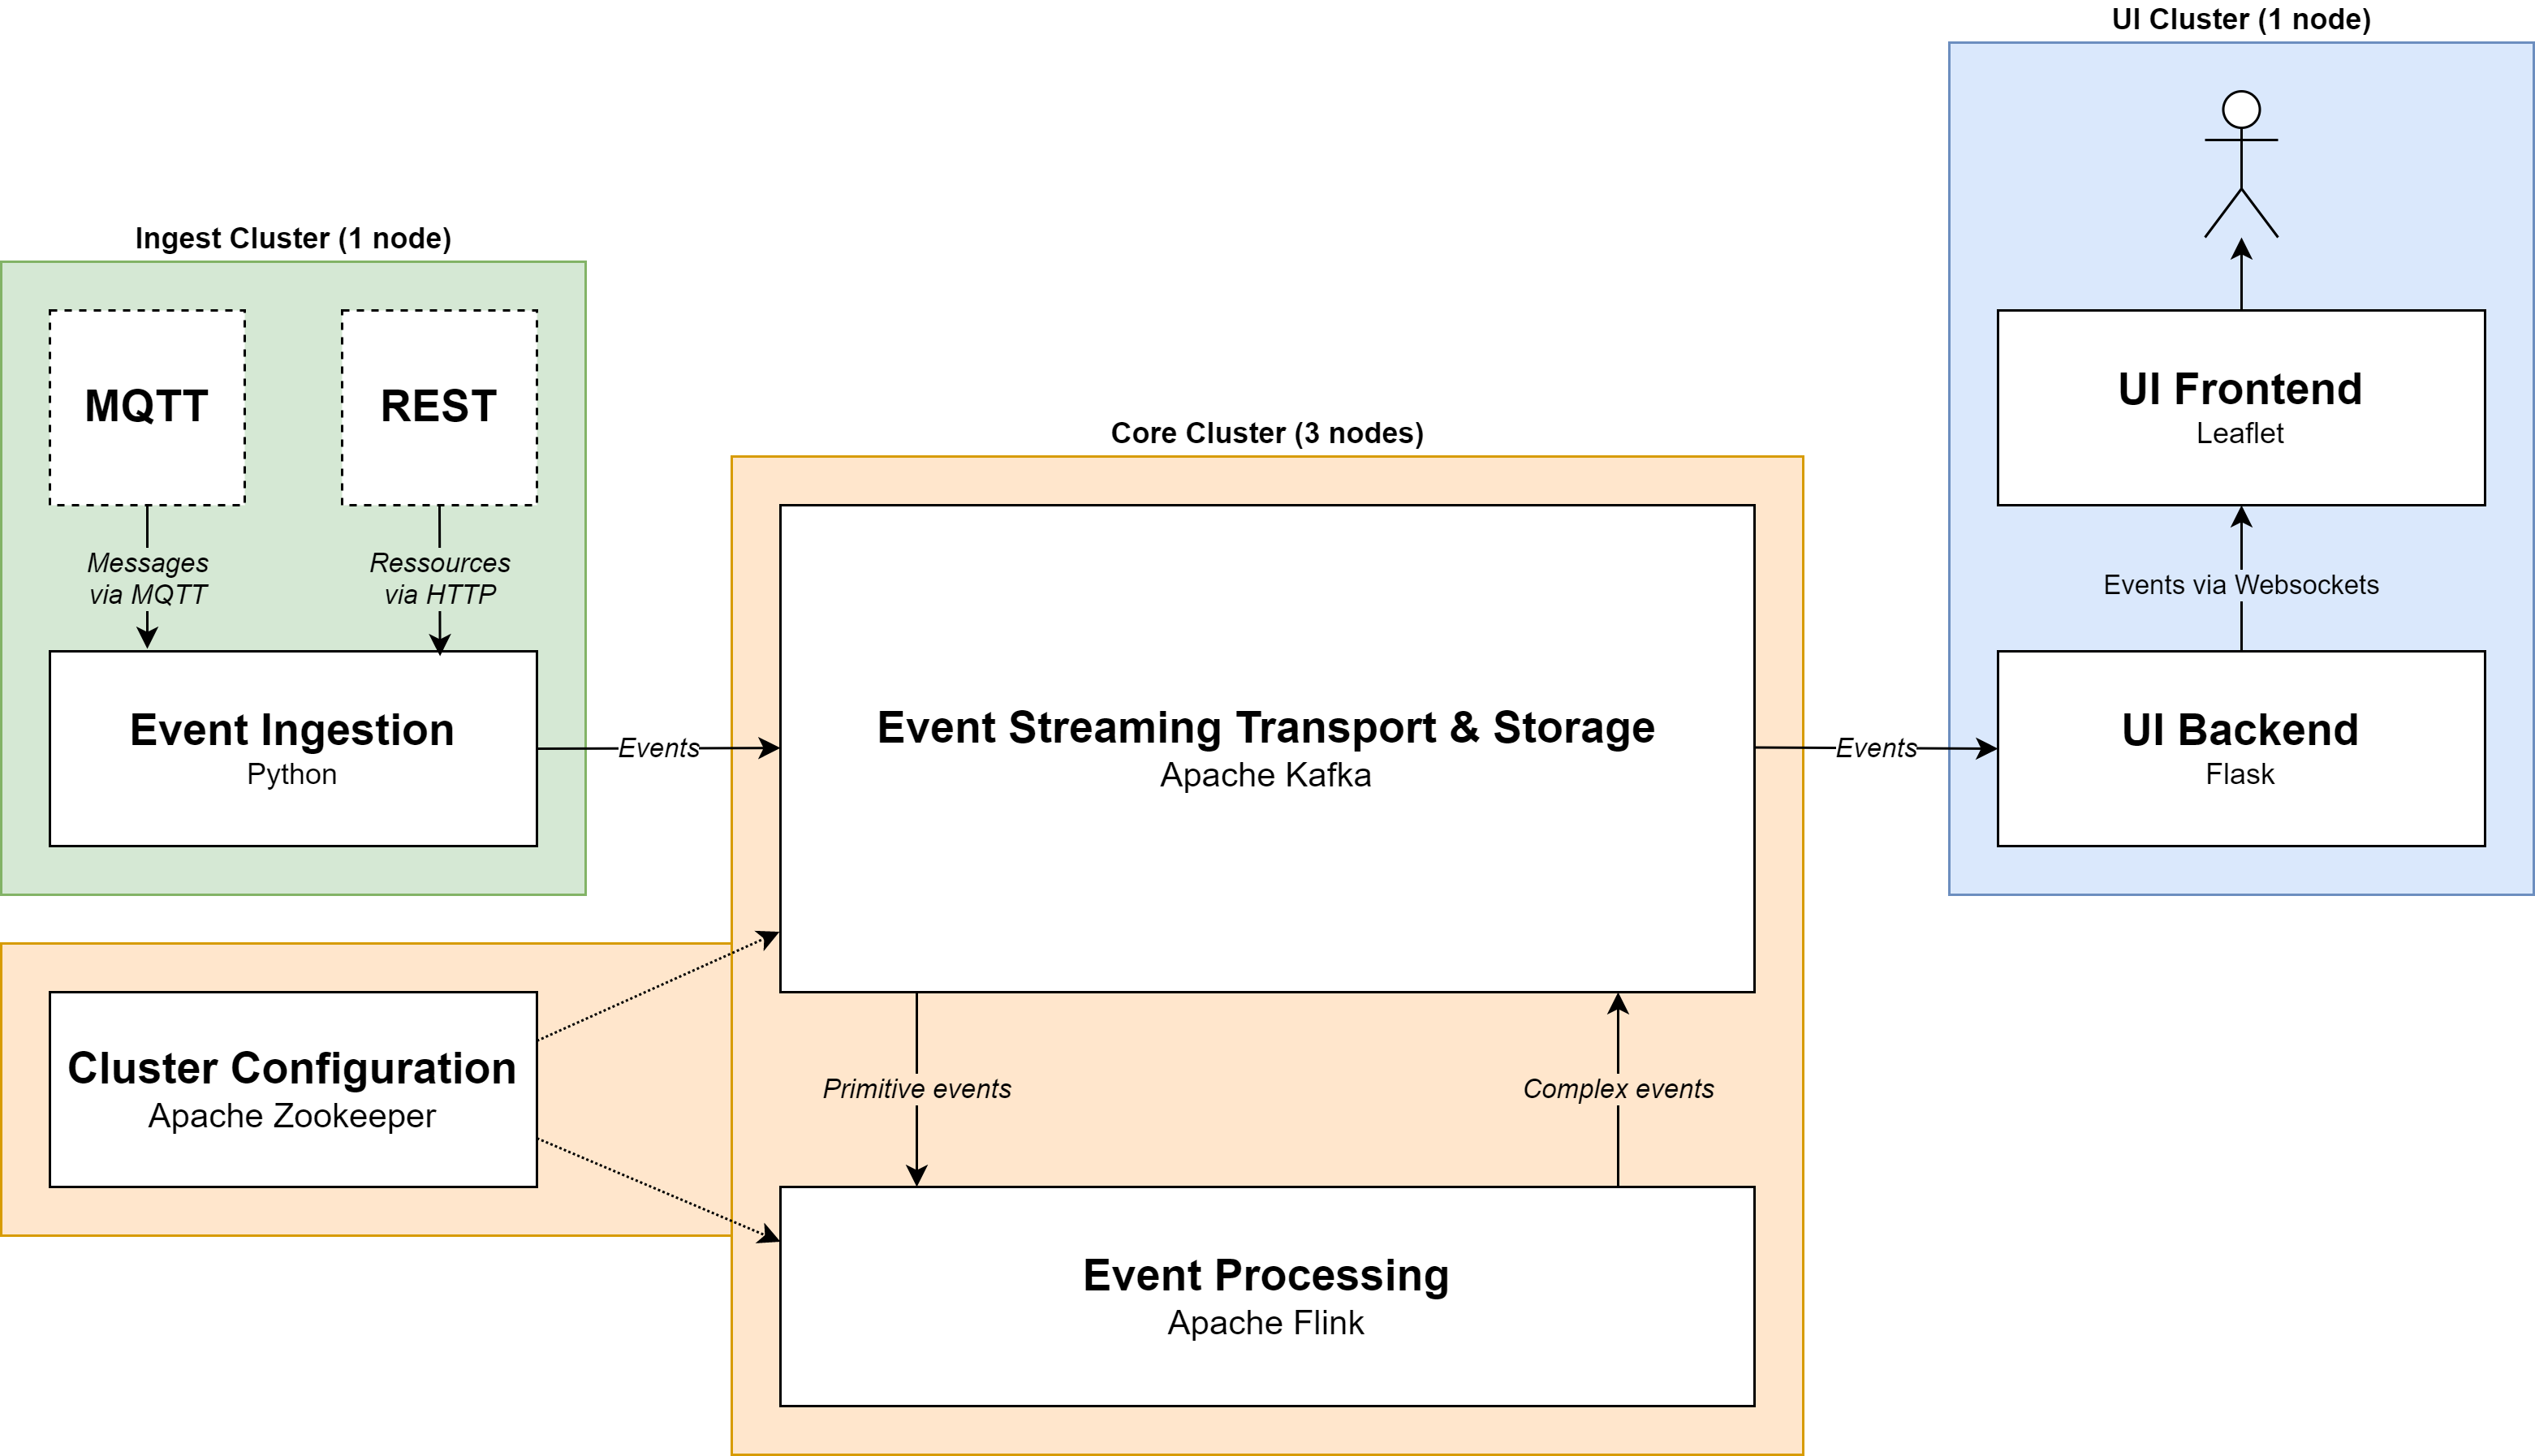 UI Cluster (1 node)
Ingest Cluster (1 node)
MQTT
REST
Messages
via MQTT
Ressources
via HTTP
Event Ingestion
Python
Events
Core Cluster (3 nodes)
Event Streaming Transport & Storage
Apache Kafka
Events
UI Frontend
Leaflet
Events via Websockets
UI Backend
Flask
Cluster Configuration
Apache Zookeeper
Primitive events
Complex events
Event Processing
Apache Flink